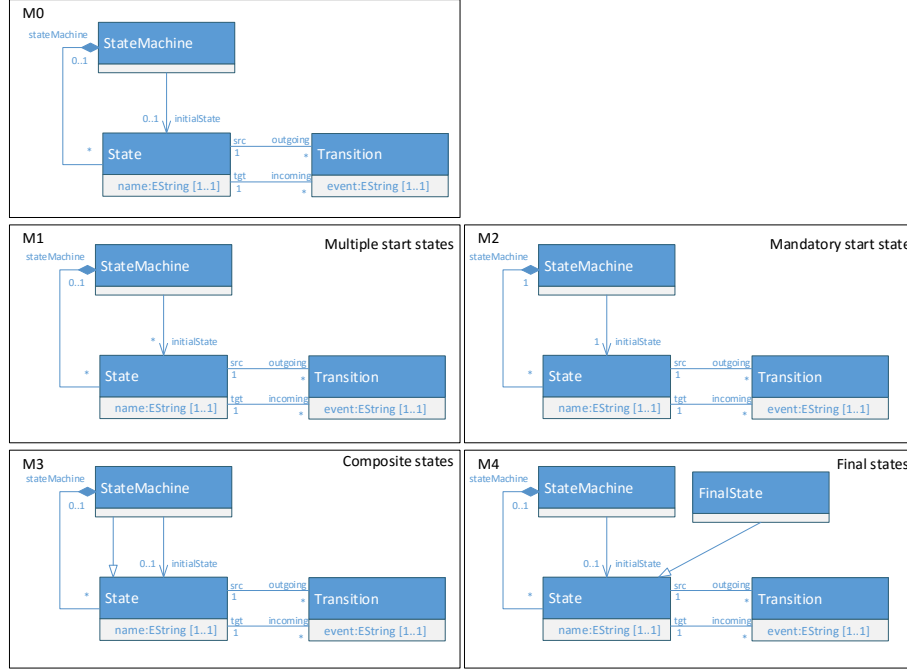 M0
stateMachine
StateMachine
0..1
0..1 initialState
*
State
src
1
outgoing
*
Transition
tgt
1
incoming
*
name:EString [1..1]
event:EString [1..1]
M1
Multiple start states
stateMachine
StateMachine
0..1
* initialState
*
State
src
1
outgoing
*
Transition
tgt
1
incoming
*
name:EString [1..1]
event:EString [1..1]
M2
Mandatory start state
stateMachine
StateMachine
1
1 initialState
*
State
src
1
outgoing
*
Transition
tgt
1
incoming
*
name:EString [1..1]
event:EString [1..1]
M3
Composite states
stateMachine
StateMachine
0..1
0..1 initialState
*
State
src
1
outgoing
*
Transition
tgt
1
incoming
*
name:EString [1..1]
event:EString [1..1]
M4
Final states
stateMachine
StateMachine
FinalState
0..1
0..1 initialState
*
State
src
1
outgoing
*
Transition
tgt
1
incoming
*
name:EString [1..1]
event:EString [1..1]